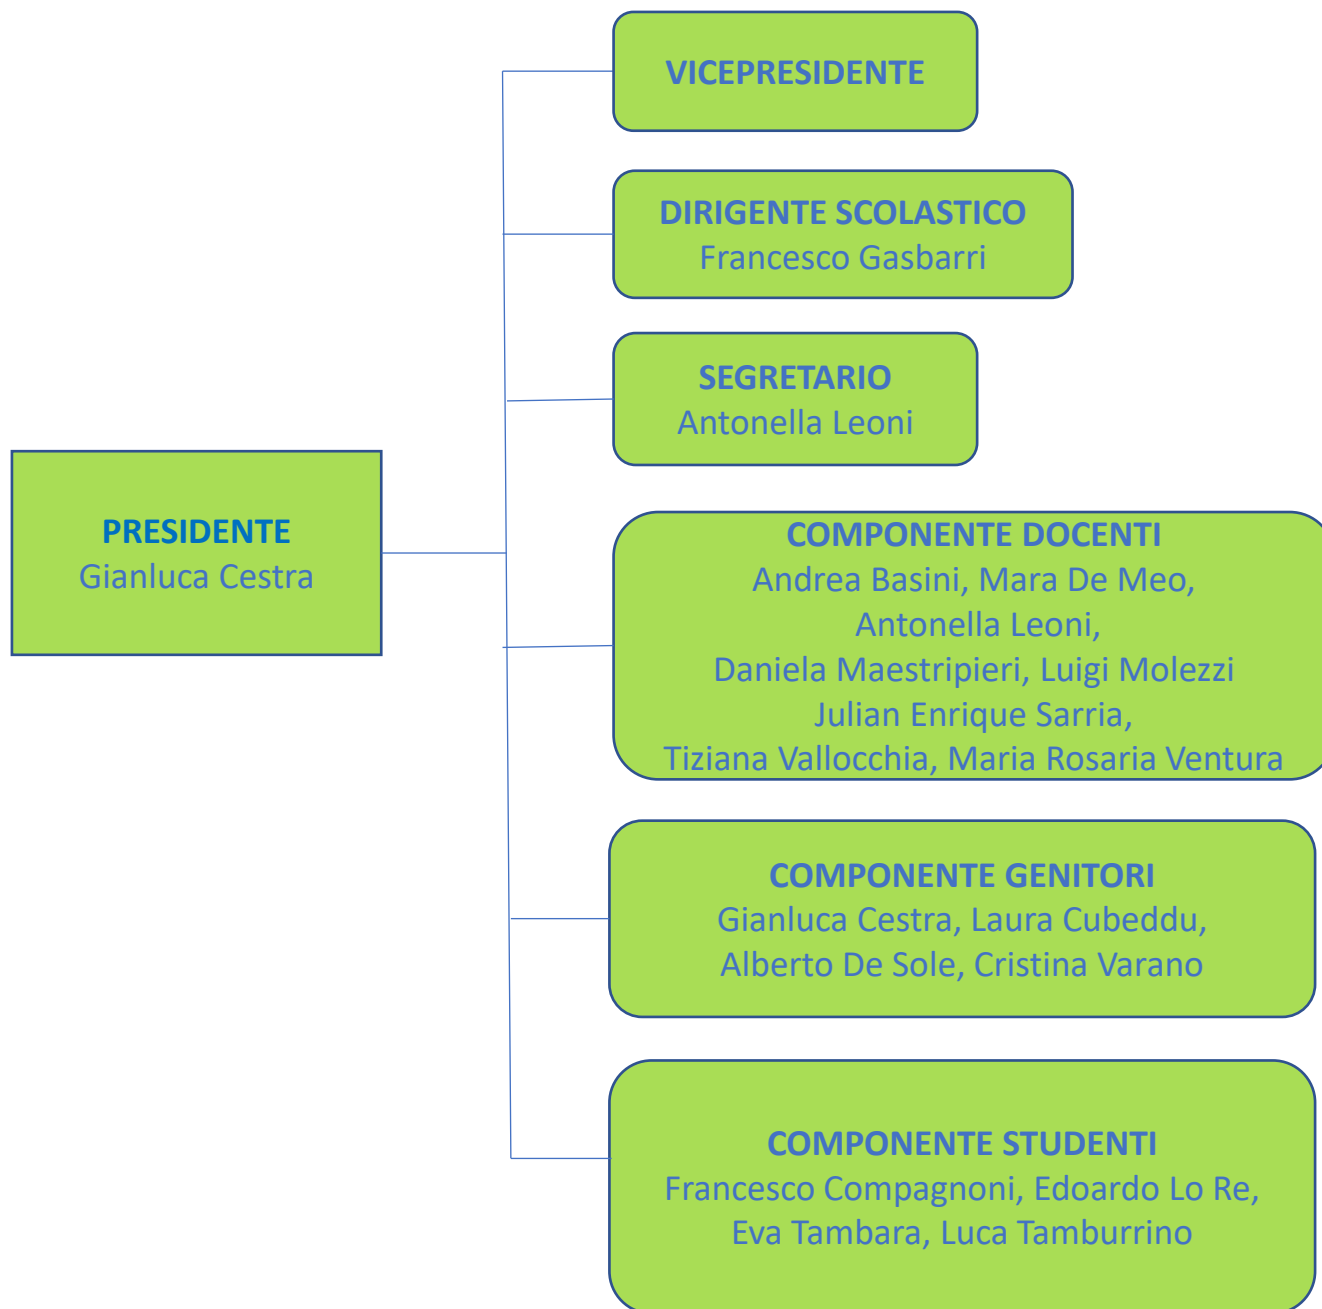 VICEPRESIDENTE
DIRIGENTE SCOLASTICO
Francesco Gasbarri
SEGRETARIO
Antonella Leoni
PRESIDENTE
Gianluca Cestra
COMPONENTE DOCENTI
Andrea Basini, Mara De Meo,
Antonella Leoni,
Daniela Maestripieri, Luigi Molezzi
Julian Enrique Sarria,
Tiziana Vallocchia, Maria Rosaria Ventura
COMPONENTE GENITORI
Gianluca Cestra, Laura Cubeddu,
Alberto De Sole, Cristina Varano
COMPONENTE STUDENTI
Francesco Compagnoni, Edoardo Lo Re,
Eva Tambara, Luca Tamburrino